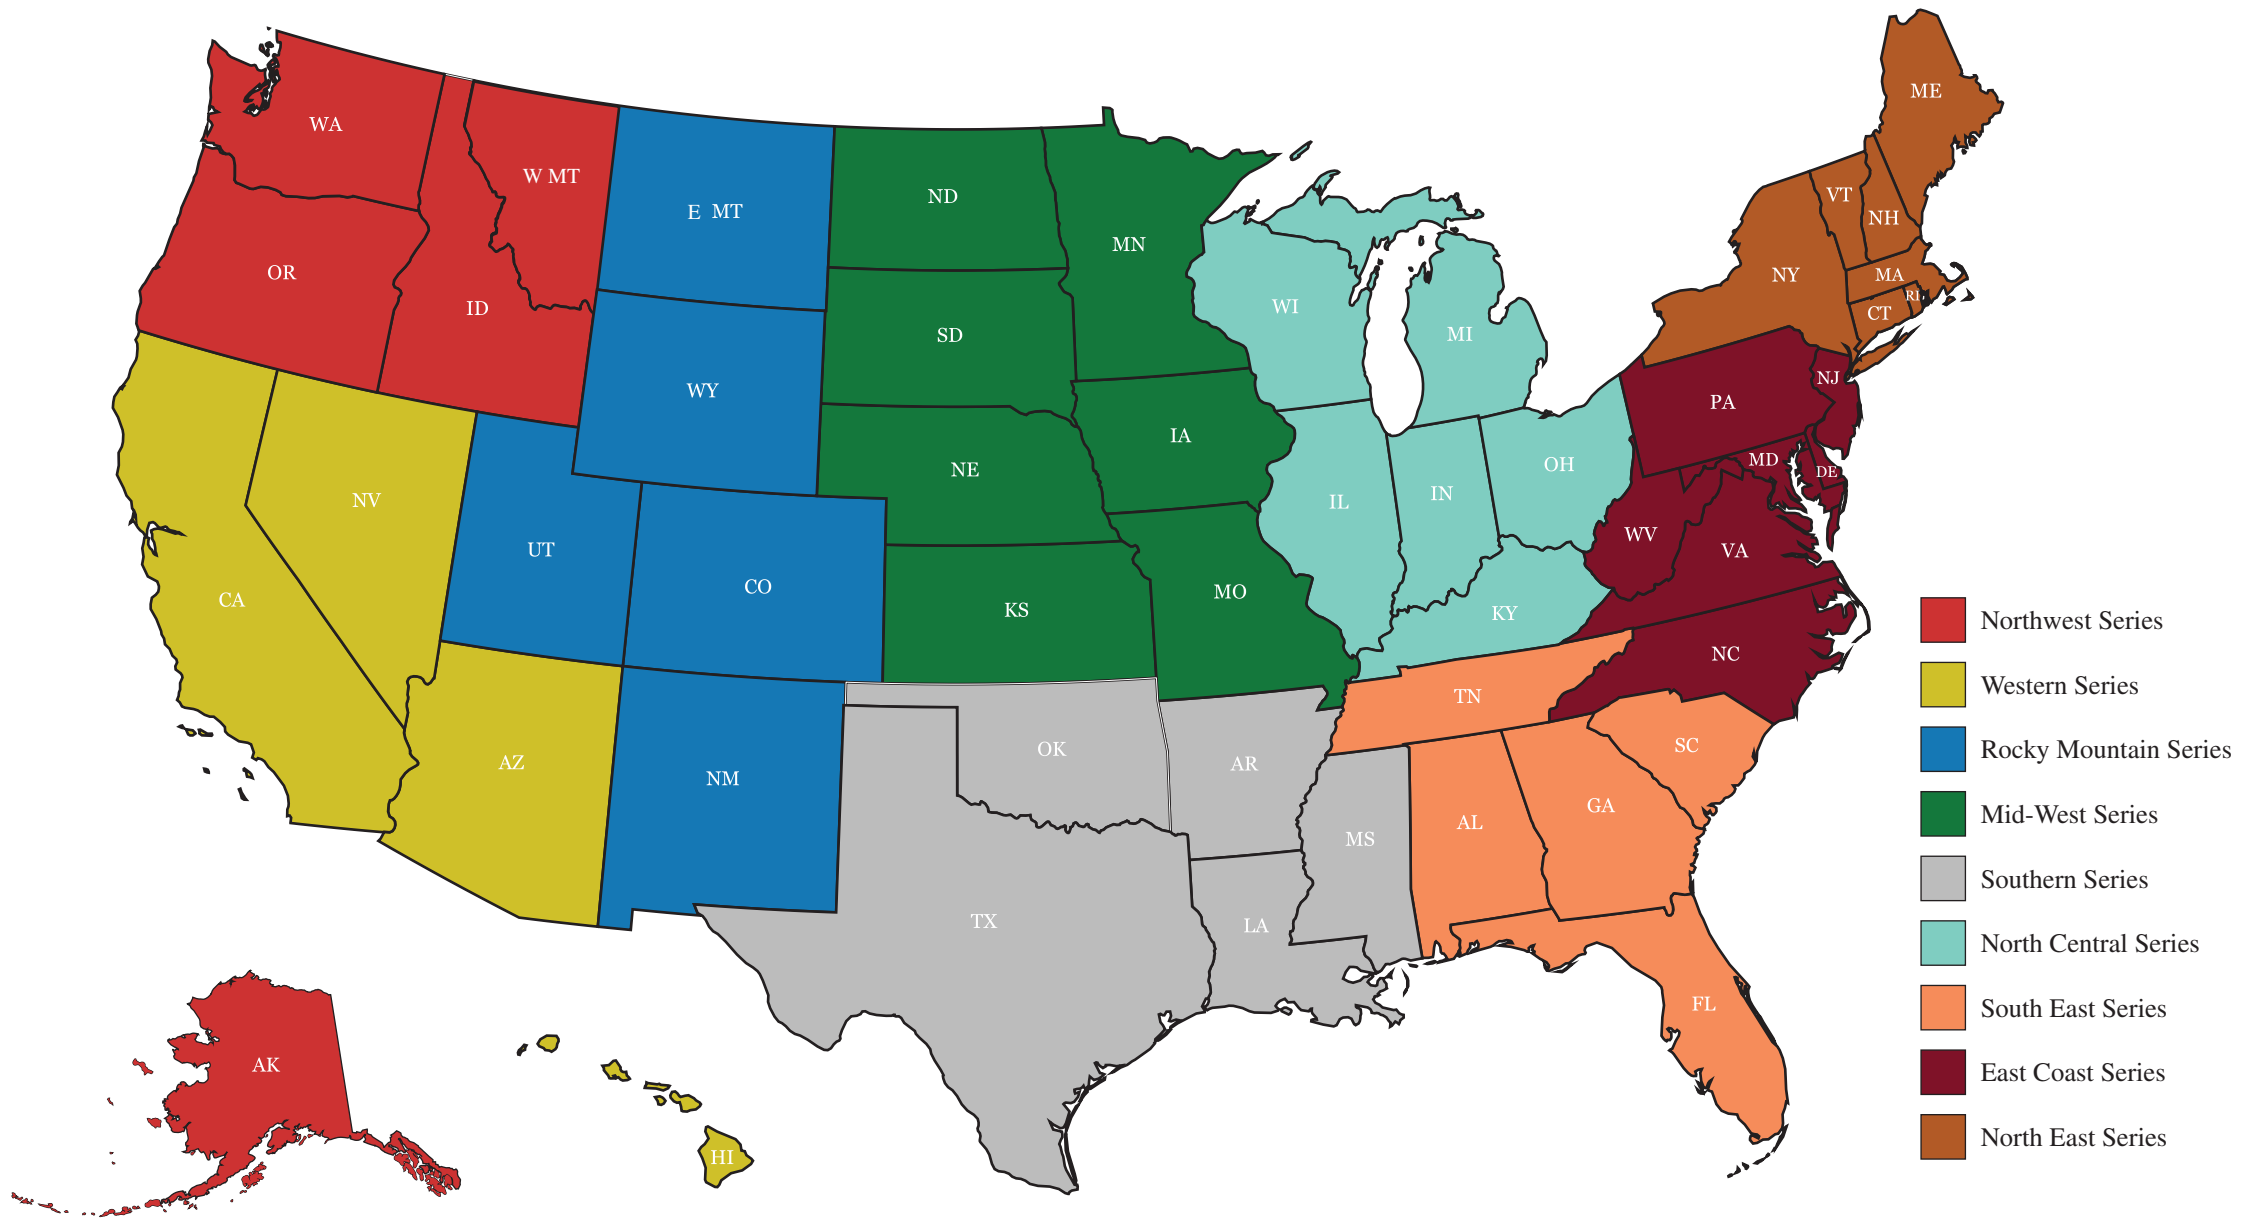 WA
W MT
E  MT
ND
MN
OR
ID
SD
WI
MI
ME
VT
NH
NY
MA
RI
CT
WY
NE
IA
PA
NJ
NV
UT
CO
KS
MO
IL
IN
OH
MD
DE
WV
VA
CA
KY
NC
AZ
NM
OK
AR
TN
SC
TX
LA
MS
AL
GA
FL
AK
HI
Northwest Series
Western Series
Rocky Mountain Series
Mid-West Series
Southern Series
North Central Series
South East Series
East Coast Series
North East Series